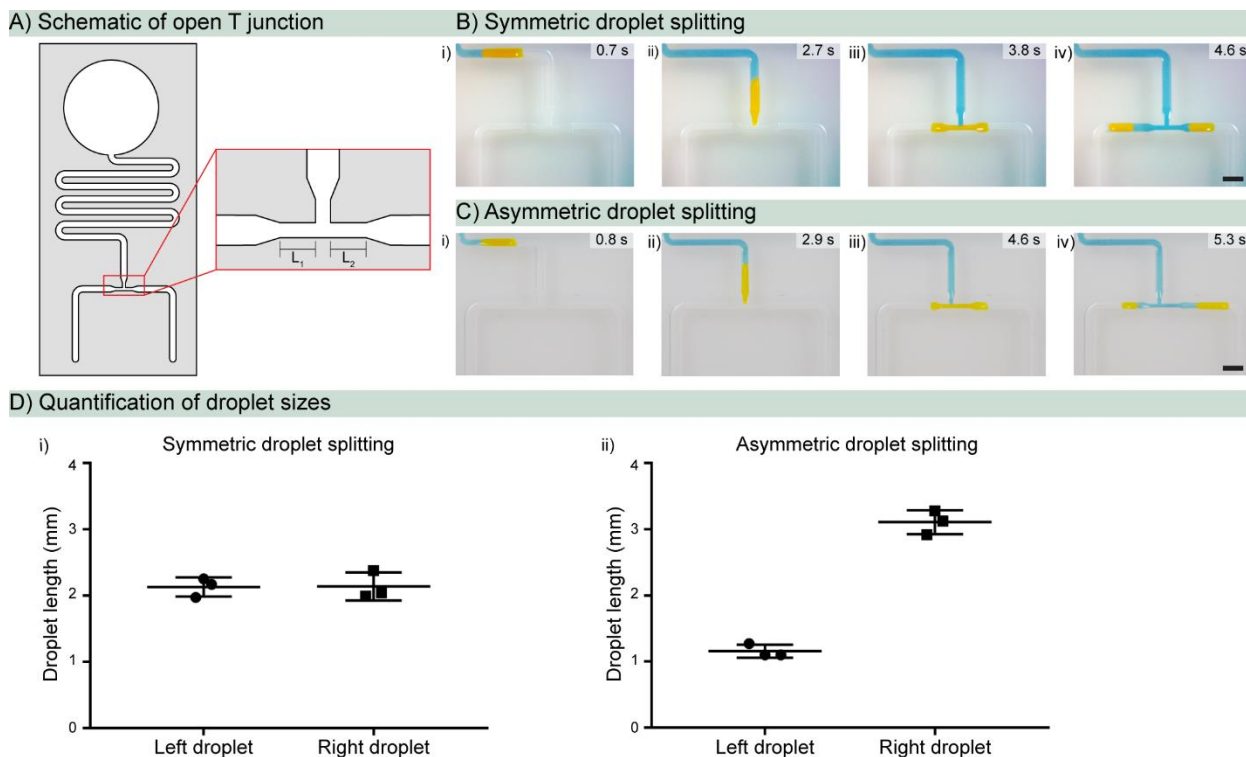 A) Schematic of open T junction
L1
L2
B) Symmetric droplet splitting
i)
0.7 s
ii)
2.7 s
iii)
3.8 s
iv)
4.6 s
C) Asymmetric droplet splitting
i)
0.8 s
ii)
2.9 s
iii)
4.6 s
iv)
5.3 s
D) Quantification of droplet sizes
i)
Symmetric droplet splitting
Droplet length (mm)
4
3
2
1
0
Left droplet
Right droplet
ii)
Asymmetric droplet splitting
Droplet length (mm)
4
3
2
1
0
Left droplet
Right droplet